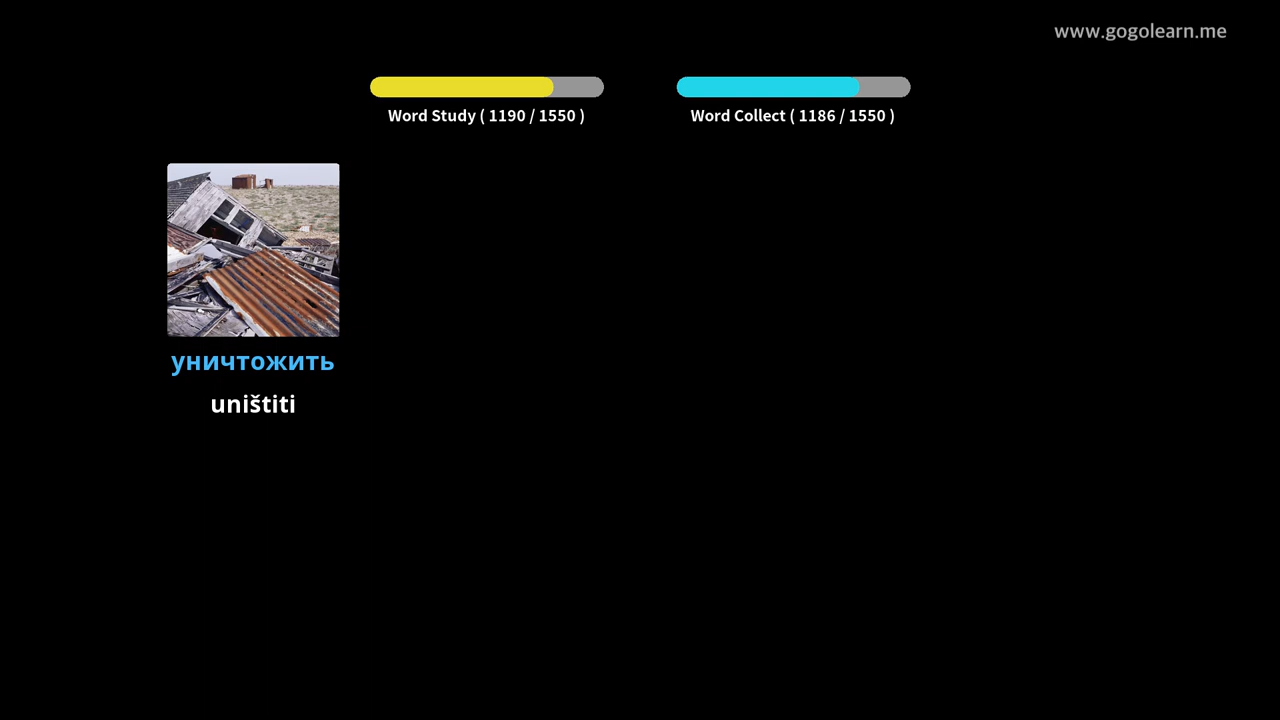 www.gogolearn.me
Word Study ( 1190 / 1550 )
Word Collect ( 1186 / 1550 )
уничтожить
uništiti